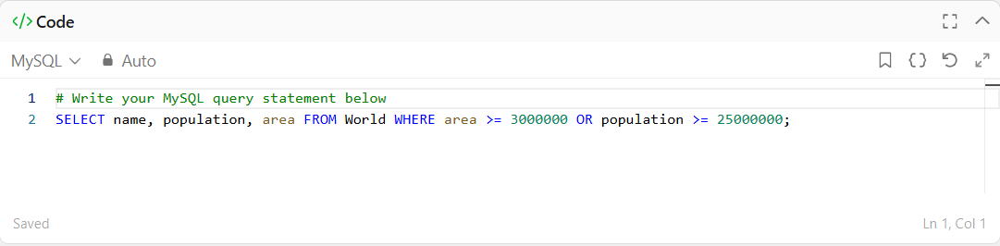 </> Code
MySQL Auto
1 # Write your MySQL query statement below
2 SELECT name, population, area FROM World WHERE area >= 3000000 OR population >= 25000000;
Saved Ln 1, Col 1